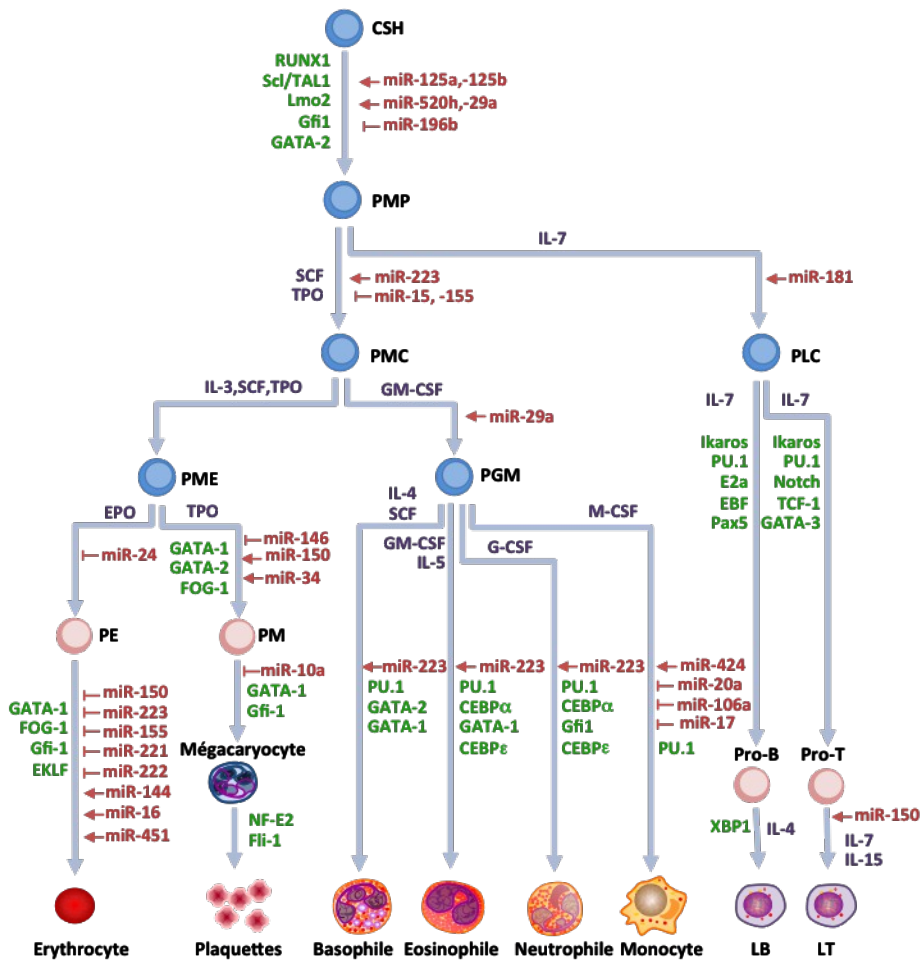 CSH
RUNX1
Scl/TAL1
Lmo2
Gfi1
GATA-2
miR-125a,-125b
miR-520h,-29a
miR-196b
PMP
IL-7
SCF
TPO
miR-223
miR-15, -155
miR-181
PMC
PLC
IL-3,SCF,TPO
GM-CSF
miR-29a
IL-7
IL-7
Ikaros
PU.1
E2a
EBF
Pax5
Ikaros
PU.1
Notch
TCF-1
GATA-3
PME
PGM
EPO
TPO
miR-24
GATA-1
GATA-2
FOG-1
miR-146
miR-150
miR-34
IL-4
SCF
GM-CSF
IL-5
G-CSF
M-CSF
PE
PM
miR-150
miR-223
miR-155
miR-221
miR-222
miR-144
miR-16
miR-451
GATA-1
FOG-1
Gfi-1
EKLF
miR-10a
GATA-1
Gfi-1
Mégacaryocyte
NF-E2
Fli-1
miR-223
PU.1
GATA-2
GATA-1
miR-223
PU.1
CEBPα
GATA-1
CEBPε
miR-223
PU.1
CEBPα
Gfi1
CEBPε
miR-424
miR-20a
miR-106a
miR-17
PU.1
Pro-B
Pro-T
XBP1
IL-4
miR-150
IL-7
IL-15
Erythrocyte
Plaquettes
Basophile
Eosinophile
Neutrophile
Monocyte
LB
LT